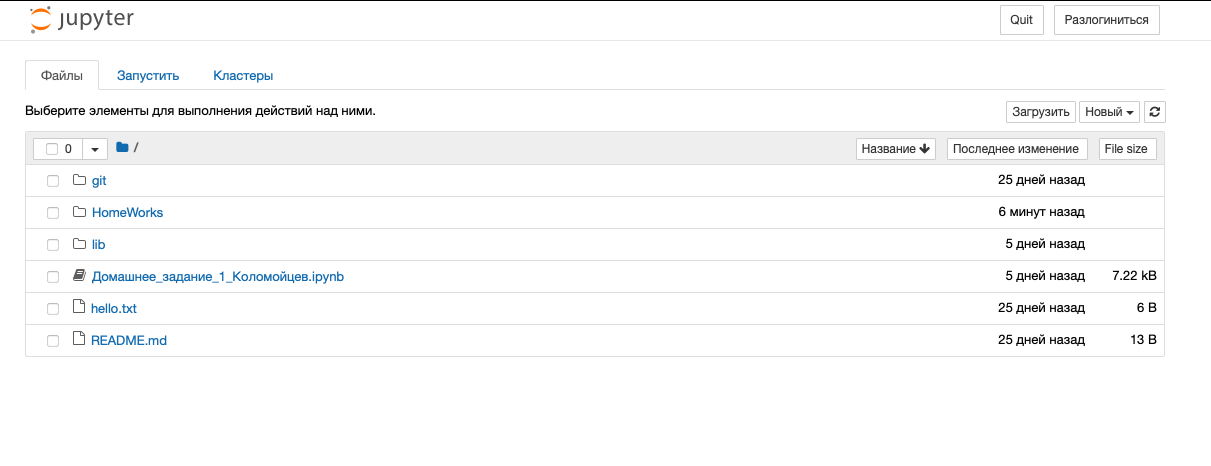 jupyter Quit Разлогиниться
Файлы Запустить Кластеры
Выберите элементы для выполнения действий над ними. Загрузить Новый
0 / Название Последнее изменение File size
git 25 дней назад
HomeWorks 6 минут назад
lib 5 дней назад
Домашнее_задание_1_Коломойцев.ipynb 5 дней назад 7.22 kB
hello.txt 25 дней назад 6 B
README.md 25 дней назад 13 B